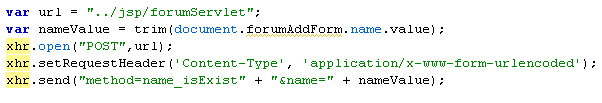 var url = "../jsp/forumServlet";
var nameValue = trim(document.forumAddForm.name.value);
xhr.open("POST",url);
xhr.setRequestHeader('Content-Type', 'application/x-www-form-urlencoded');
xhr.send("method=name_isExist" + "&name=" + nameValue);